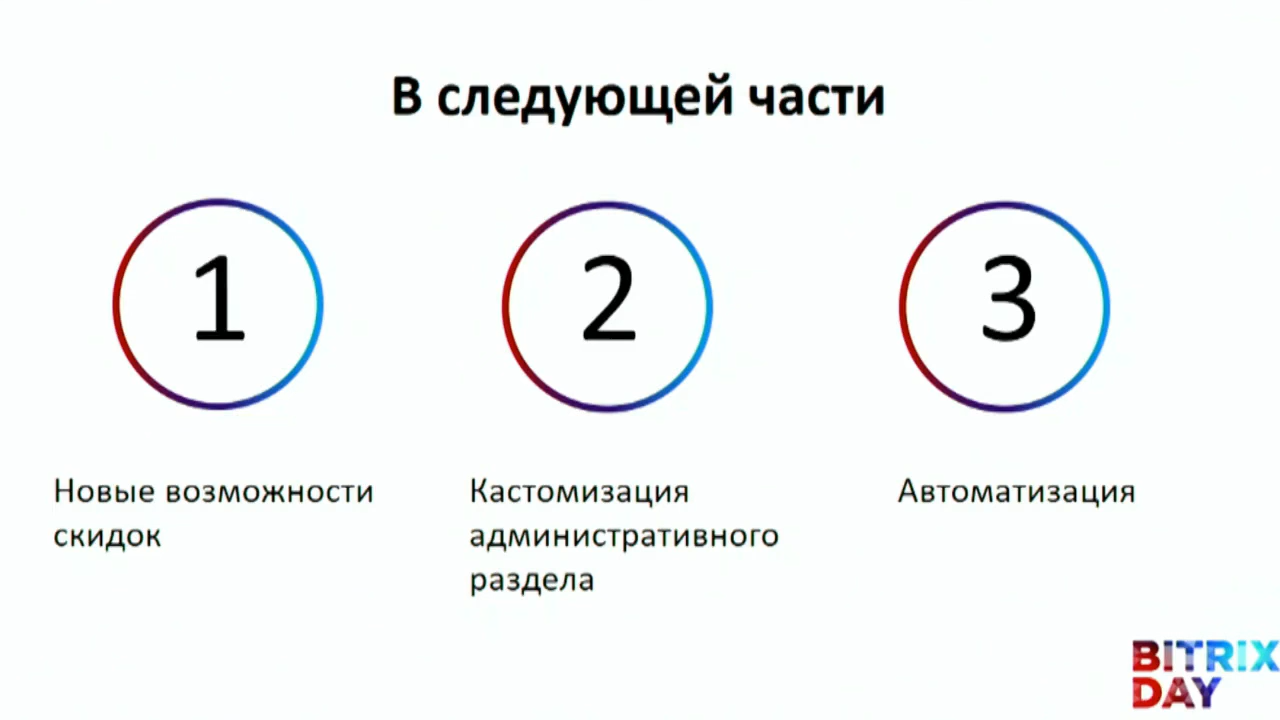 В следующей части
1
2
3
Новые возможности
скидок
Кастомизация
административного
раздела
Автоматизация
BITRIX
DAY